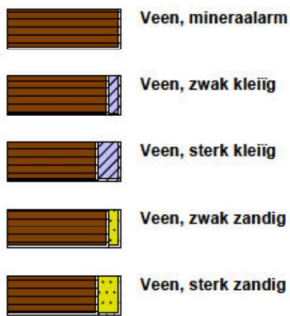 Veen, mineraalarm
Veen, zwak kleiïg
Veen, sterk kleiïg
Veen, zwak zandig
Veen, sterk zandig